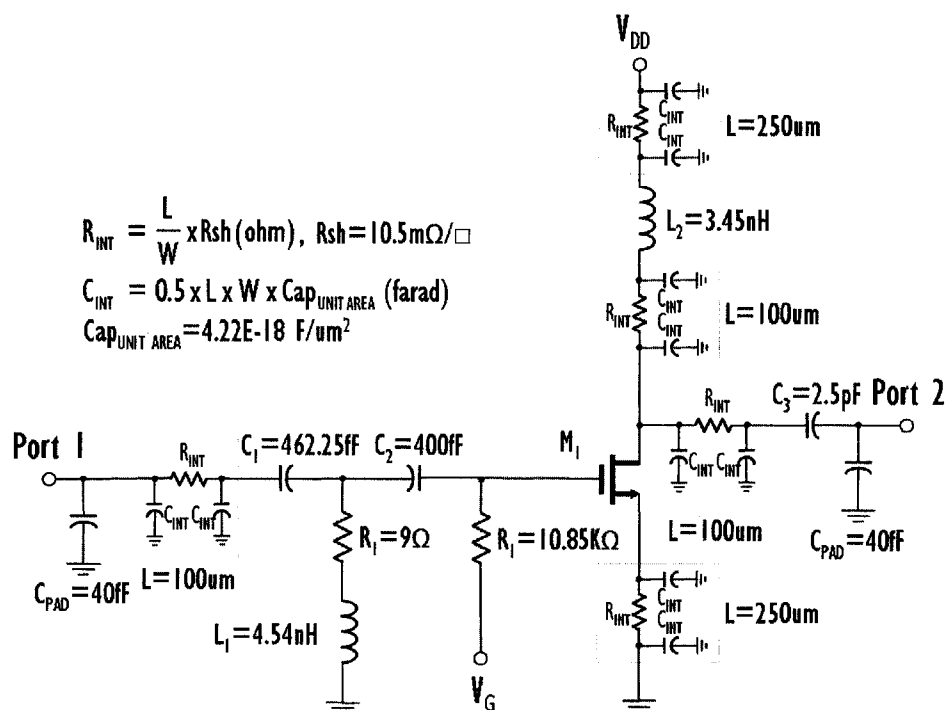 V_DD
C_INT
R_INT
C_INT
L=250um
L_2=3.45nH
R_INT = L/W x Rsh (ohm), Rsh=10.5mΩ/□
C_INT = 0.5 x L x W x Cap_UNIT AREA (farad)
Cap_UNIT AREA=4.22E-18 F/um²
C_INT
R_INT
C_INT
L=100um
R_INT
C_3=2.5pF
Port 2
Port 1
R_INT
C_1=462.25fF
C_2=400fF
M_1
C_INT
C_INT
C_INT
C_INT
R_1=9Ω
R_1=10.85KΩ
L=100um
C_PAD=40fF
C_PAD=40fF
L=100um
C_INT
R_INT
C_INT
L=250um
L_1=4.54nH
V_G